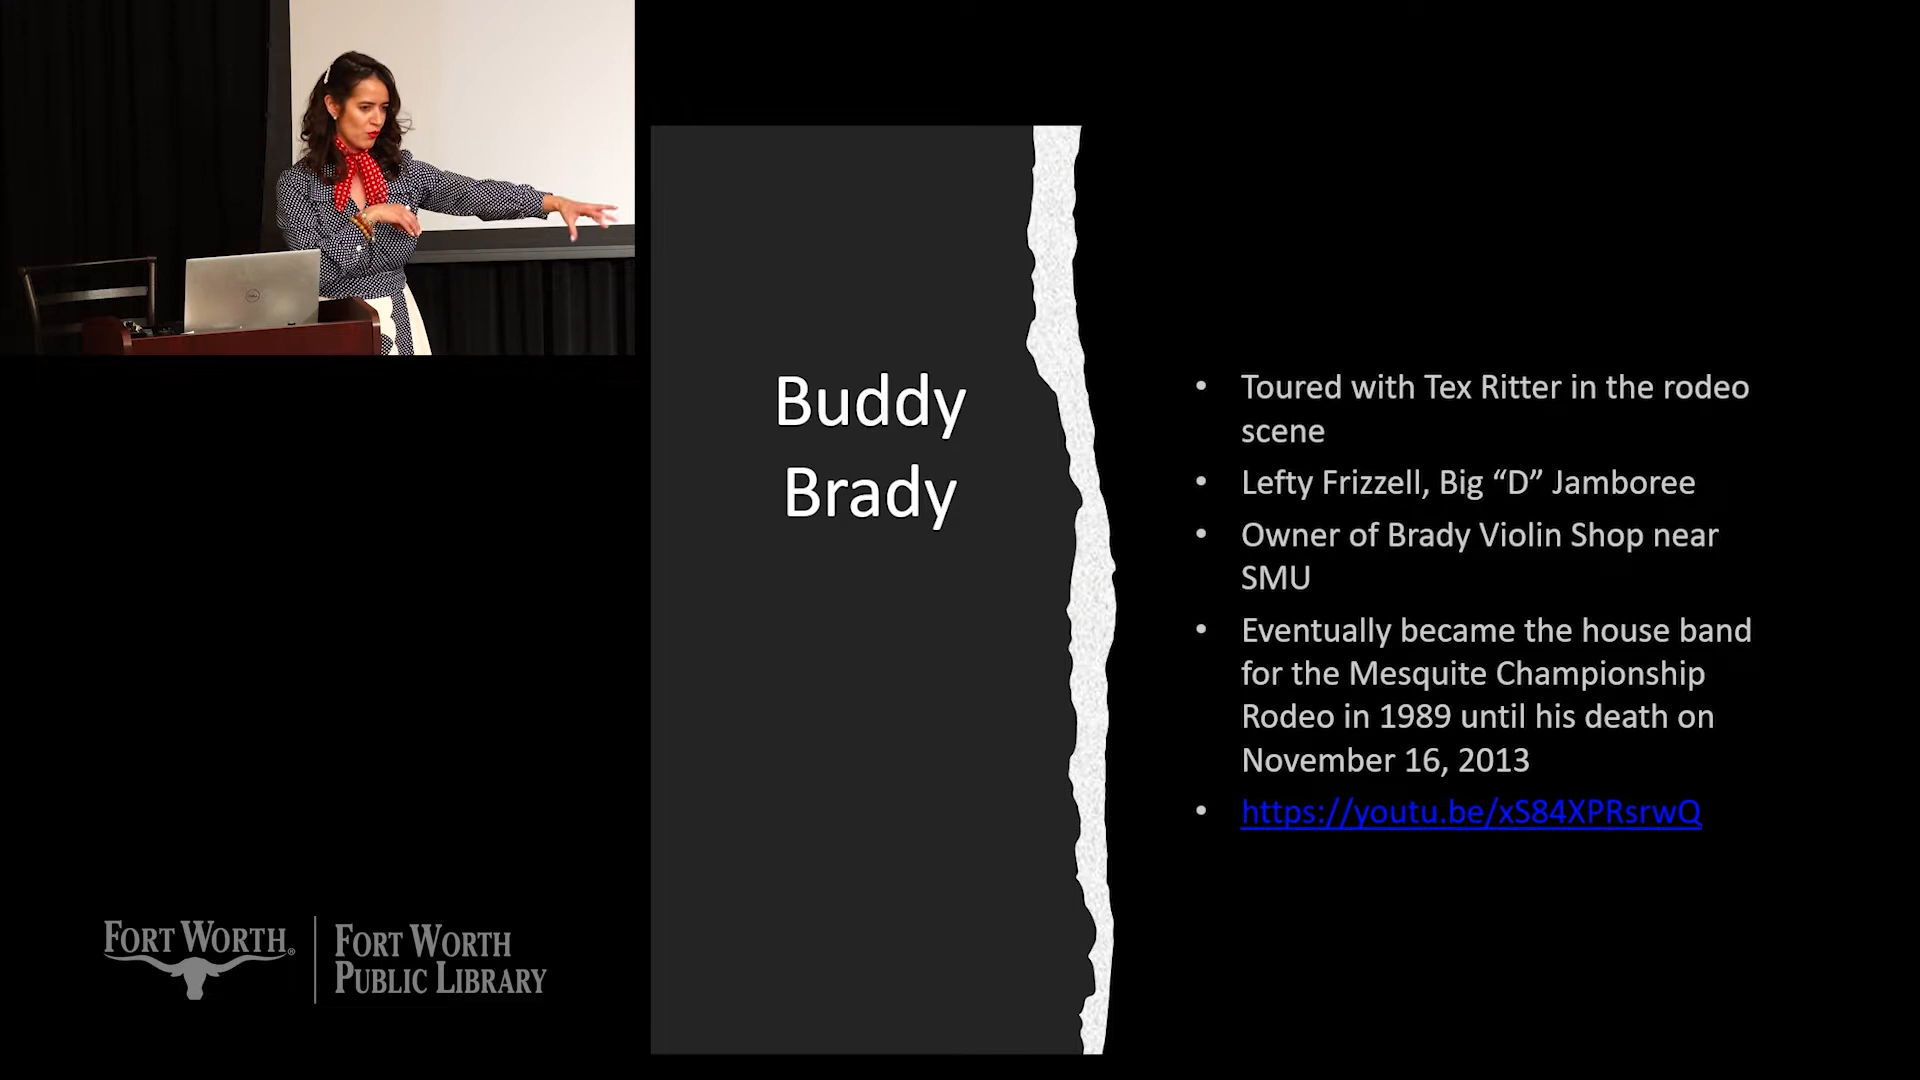 Buddy
Brady
• Toured with Tex Ritter in the rodeo
scene
• Lefty Frizzell, Big “D” Jamboree
• Owner of Brady Violin Shop near
SMU
• Eventually became the house band
for the Mesquite Championship
Rodeo in 1989 until his death on
November 16, 2013
• https://youtu.be/xS84XPRsrwQ
FORT WORTH®
FORT WORTH
PUBLIC LIBRARY